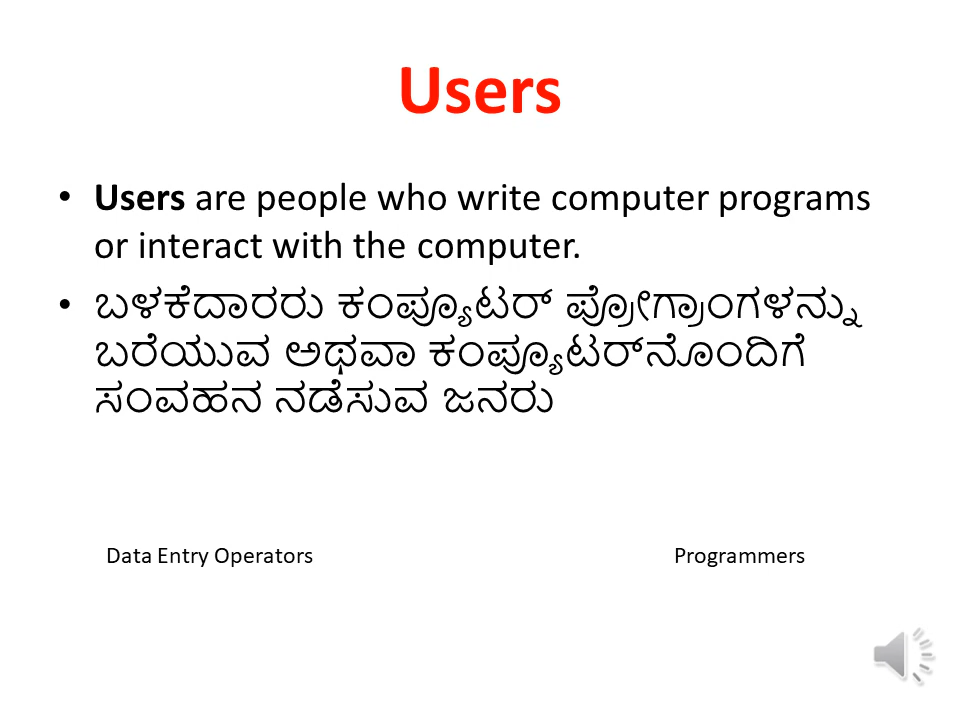 Users
• Users are people who write computer programs
or interact with the computer.
• ಬಳಕೆದಾರರು ಕಂಪ್ಯೂಟರ್ ಪ್ರೋಗ್ರಾಂಗಳನ್ನು
ಬರೆಯುವ ಅಥವಾ ಕಂಪ್ಯೂಟರ್‌ನೊಂದಿಗೆ
ಸಂವಹನ ನಡೆಸುವ ಜನರು
Data Entry Operators
Programmers